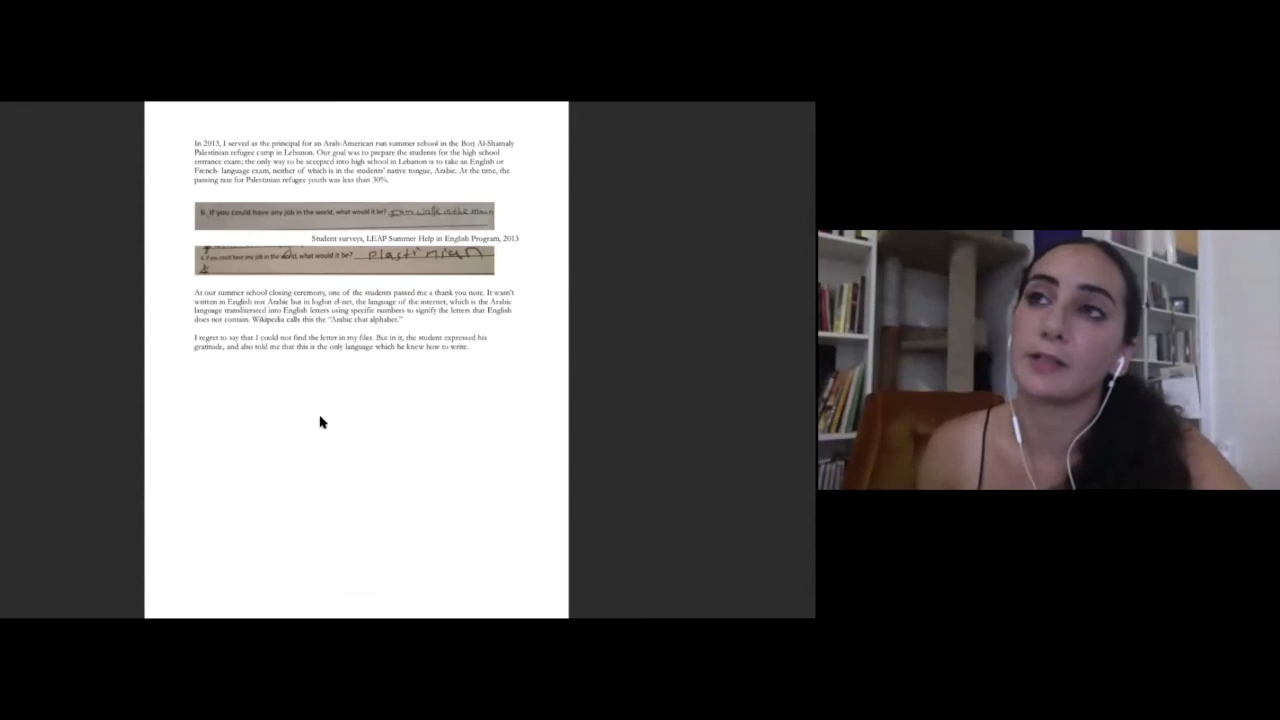 In 2013, I served as the principal for an Arab-American run summer school in the Borj Al-Shamaly
Palestinian refugee camp in Lebanon. Our goal was to prepare the students for the high school
entrance exam; the only way to be accepted into high school in Lebanon is to take an English or
French- language exam, neither of which is in the students' native tongue, Arabic. At the time, the
passing rate for Palestinian refugee youth was less than 30%.
6. If you could have any job in the world, what would it be? I am walk in the moon
Student surveys, LEAP Summer Help in English Program, 2013
4. If you could have any job in the world, what would it be? plastinian
At our summer school closing ceremony, one of the students passed me a thank you note. It wasn't
written in English nor Arabic but in loghat el-net, the language of the internet, which is the Arabic
language transliterated into English letters using specific numbers to signify the letters that English
does not contain. Wikipedia calls this the "Arabic chat alphabet."
I regret to say that I could not find the letter in my files. But in it, the student expressed his
gratitude, and also told me that this is the only language which he knew how to write.